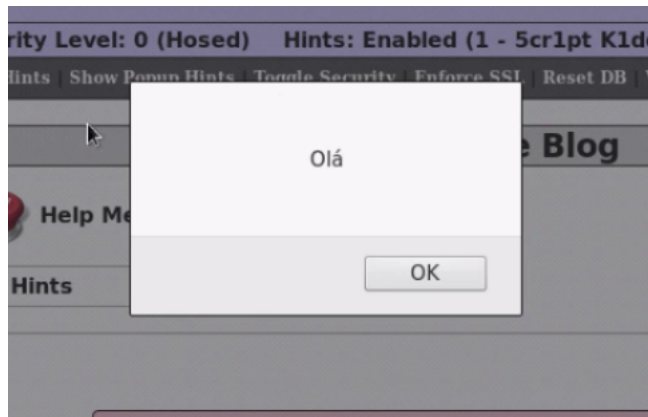 rity Level: 0 (Hosed) Hints: Enabled (1 - 5cr1pt K1d
Hints | Show Popup Hints | Toggle Security | Enforce SSL | Reset DB |
Blog
Olá
Help Me
OK
Hints